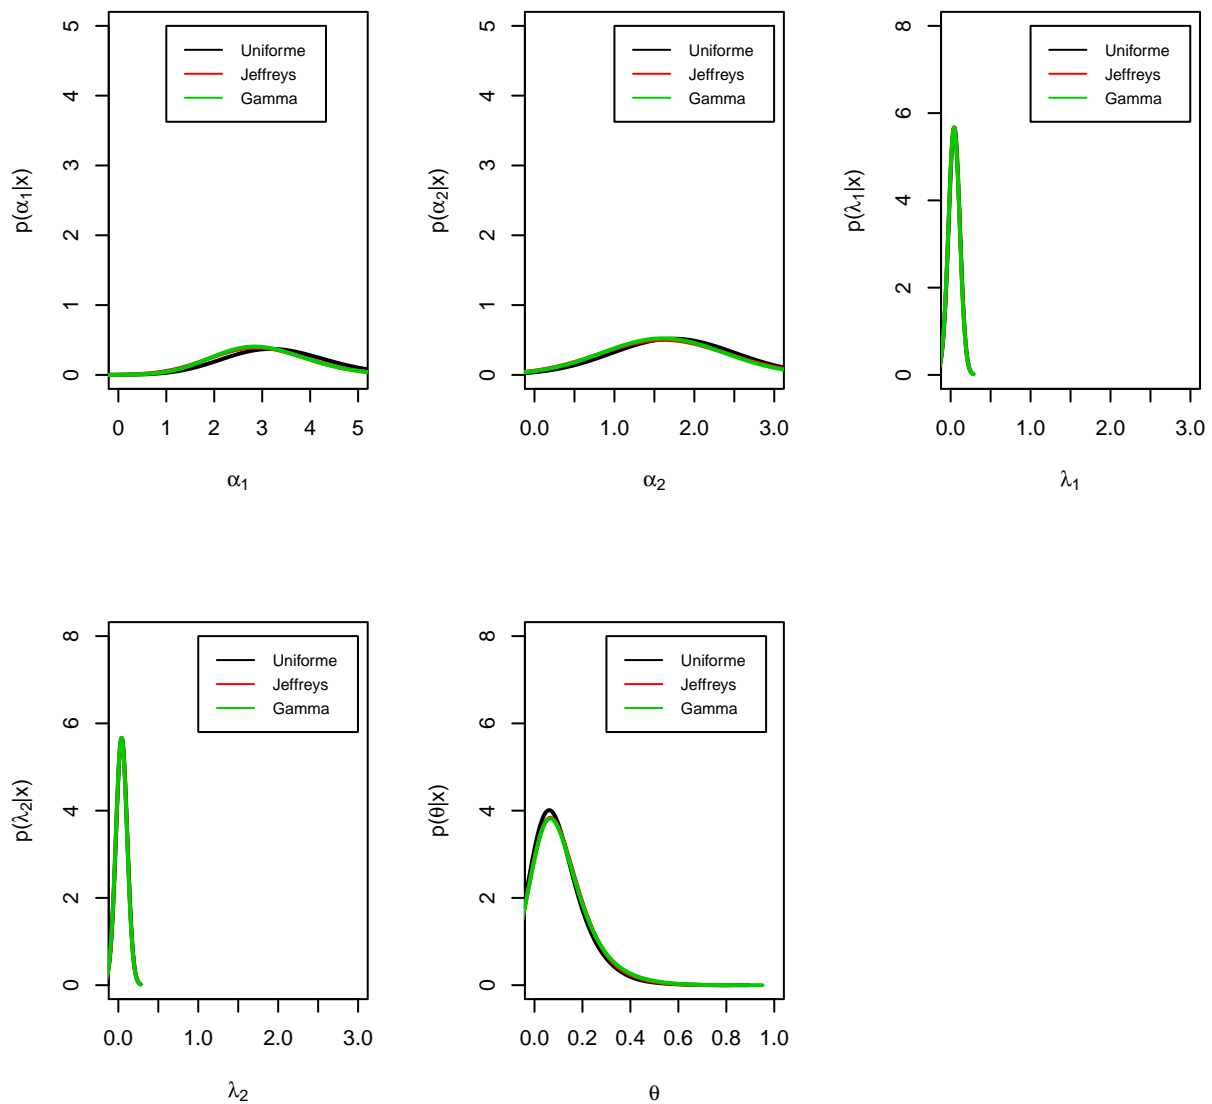 5
4
3
2
1
0
p(α1|x)
Uniforme
Jeffreys
Gamma
0 1 2 3 4 5
α1
5
4
3
2
1
0
p(α2|x)
Uniforme
Jeffreys
Gamma
0.0 1.0 2.0 3.0
α2
8
6
4
2
0
p(λ1|x)
Uniforme
Jeffreys
Gamma
0.0 1.0 2.0 3.0
λ1
8
6
4
2
0
p(λ2|x)
Uniforme
Jeffreys
Gamma
0.0 1.0 2.0 3.0
λ2
8
6
4
2
0
p(θ|x)
Uniforme
Jeffreys
Gamma
0.0 0.2 0.4 0.6 0.8 1.0
θ